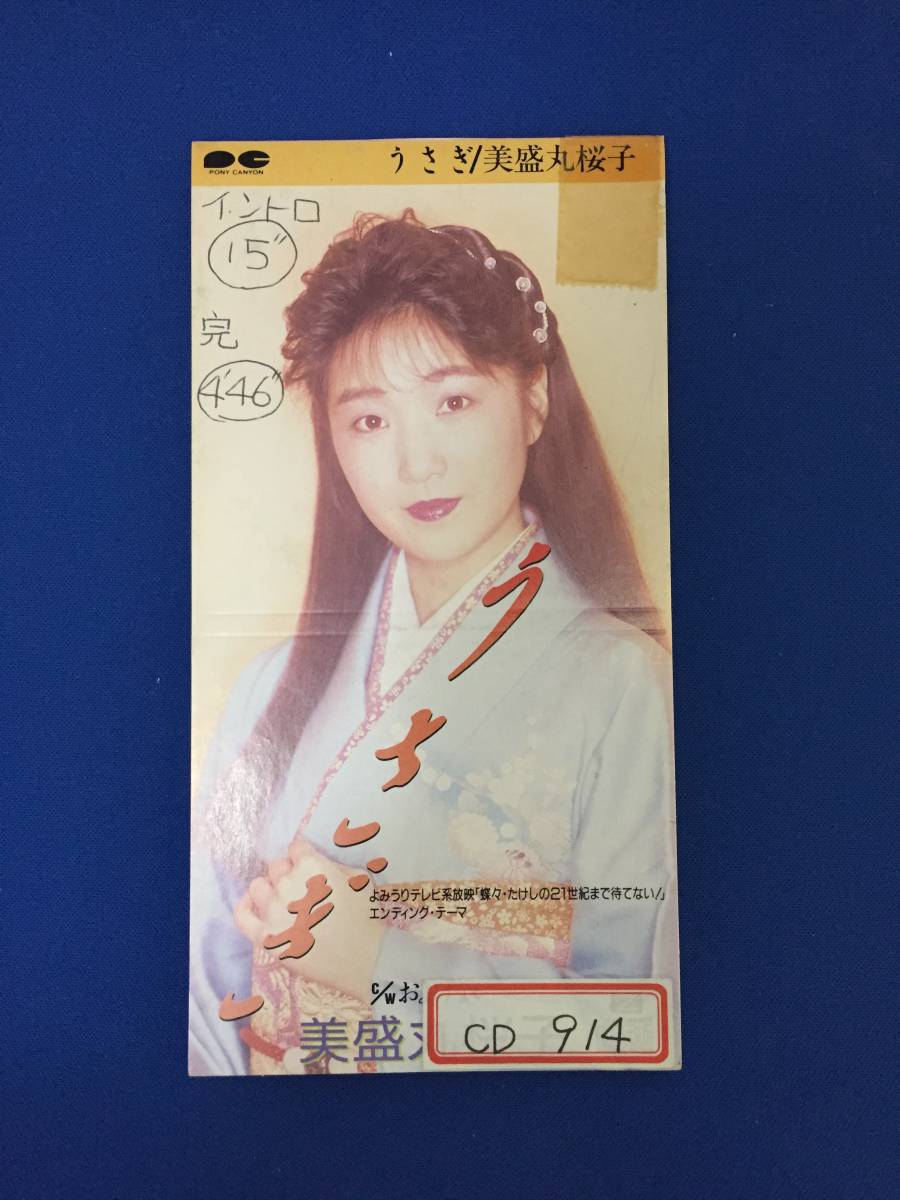 PONY CANYON
うさぎ/美盛丸桜子
イントロ
15"
完
4'46"
うさぎ
よみうりテレビ系放映「蝶々・たけしの21世紀まで待てない!」
エンディング・テーマ
C/W お
美盛丸
CD 914